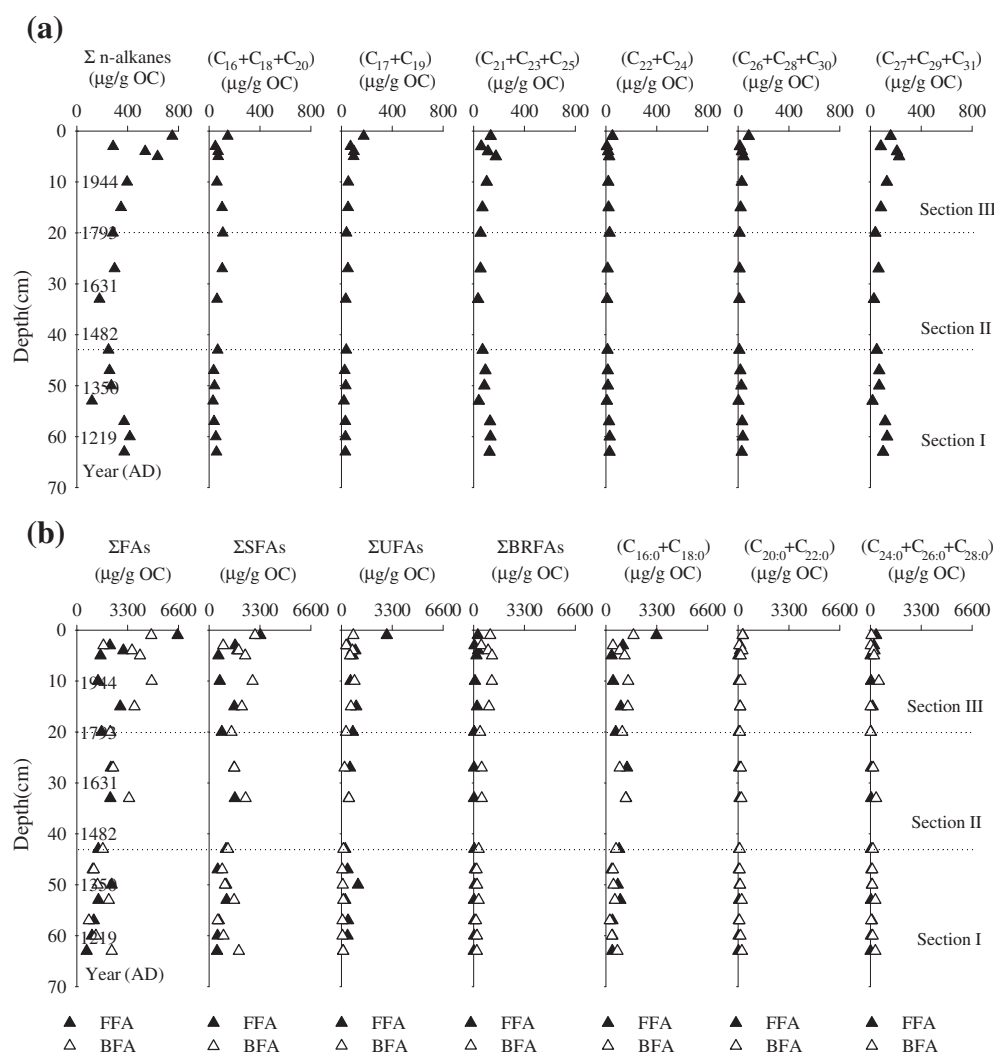 (a)
Σ n-alkanes (C16+C18+C20) (C17+C19) (C21+C23+C25) (C22+C24) (C26+C28+C30) (C27+C29+C31)
(μg/g OC) μg/g OC) (μg/g OC) (μg/g OC) (μg/g OC) (μg/g OC) (μg/g OC)
0 400 800 0 400 800 0 400 800 0 400 800 0 400 800 0 400 800 0 400 800
0
10 1944
Section III
20 1793
30 1631
Section II
40 1482
50 1350
60 1219 Section I
Year (AD)
70
Depth(cm)
(b)
ΣFAs ΣSFAs ΣUFAs ΣBRFAs (C16:0+C18:0) (C20:0+C22:0) (C24:0+C26:0+C28:0)
(μg/g OC) (μg/g OC) (μg/g OC) (μg/g OC) (μg/g OC) (μg/g OC) (μg/g OC)
0 3300 6600 0 3300 6600 0 3300 6600 0 3300 6600 0 3300 6600 0 3300 6600 0 3300 6600
0
10 1944
Section III
20 1793
30 1631
Section II
40 1482
50 1350
60 1219 Section I
Year (AD)
70
Depth(cm)
FFA FFA FFA FFA FFA FFA FFA
BFA BFA BFA BFA BFA BFA BFA